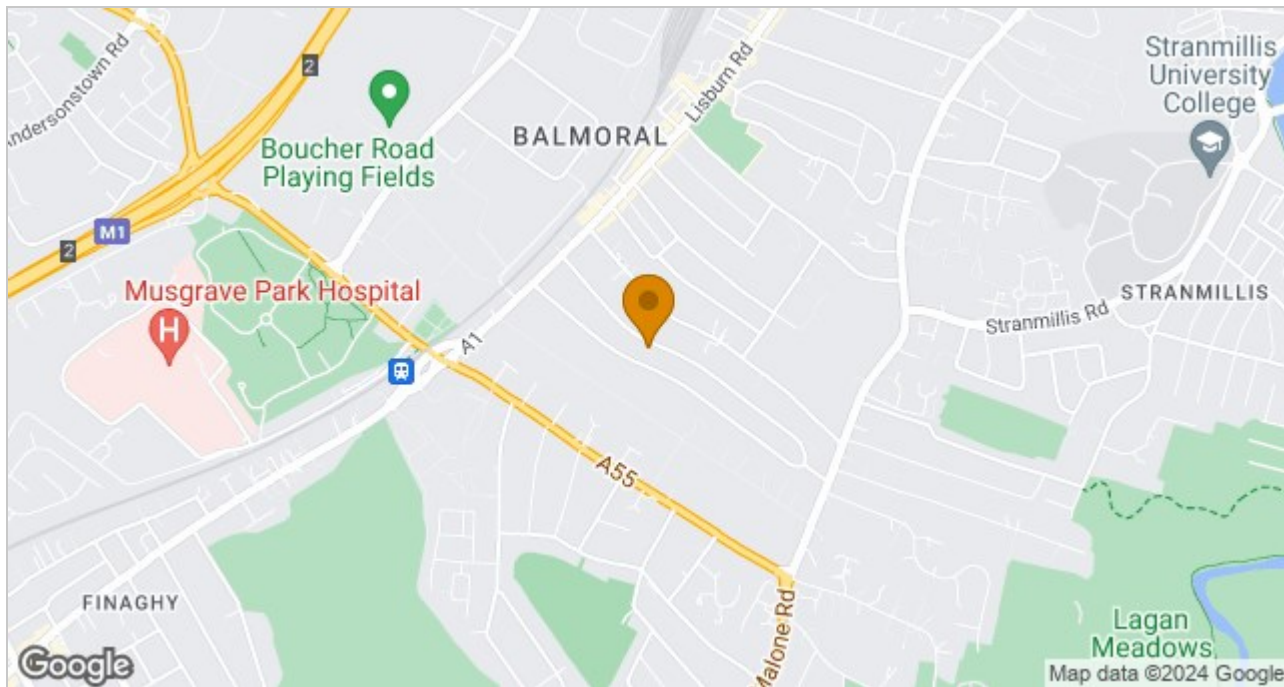 Andersonstown Rd
2
Boucher Road
Playing Fields
BALMORAL
Lisburn Rd
Stranmillis
University
College
M1
2
Musgrave Park Hospital
H
A1
STRANMILLIS
Stranmillis Rd
A55
FINAGHY
Malone Rd
Lagan
Meadows
Google
Map data ©2024 Google